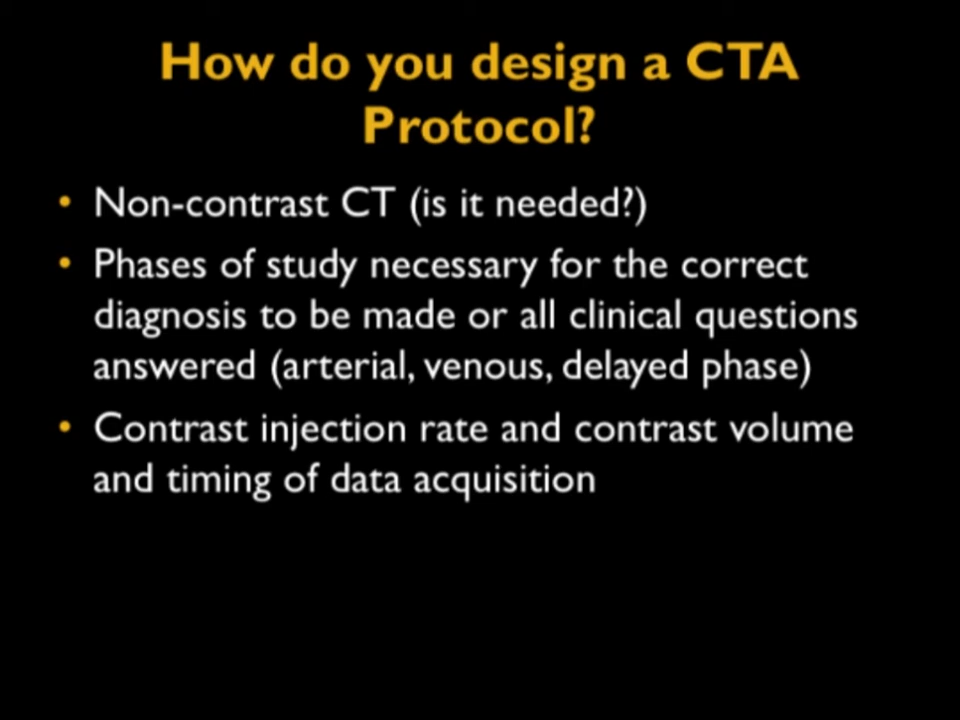 How do you design a CTA
Protocol?
• Non-contrast CT (is it needed?)
• Phases of study necessary for the correct
diagnosis to be made or all clinical questions
answered (arterial, venous, delayed phase)
• Contrast injection rate and contrast volume
and timing of data acquisition